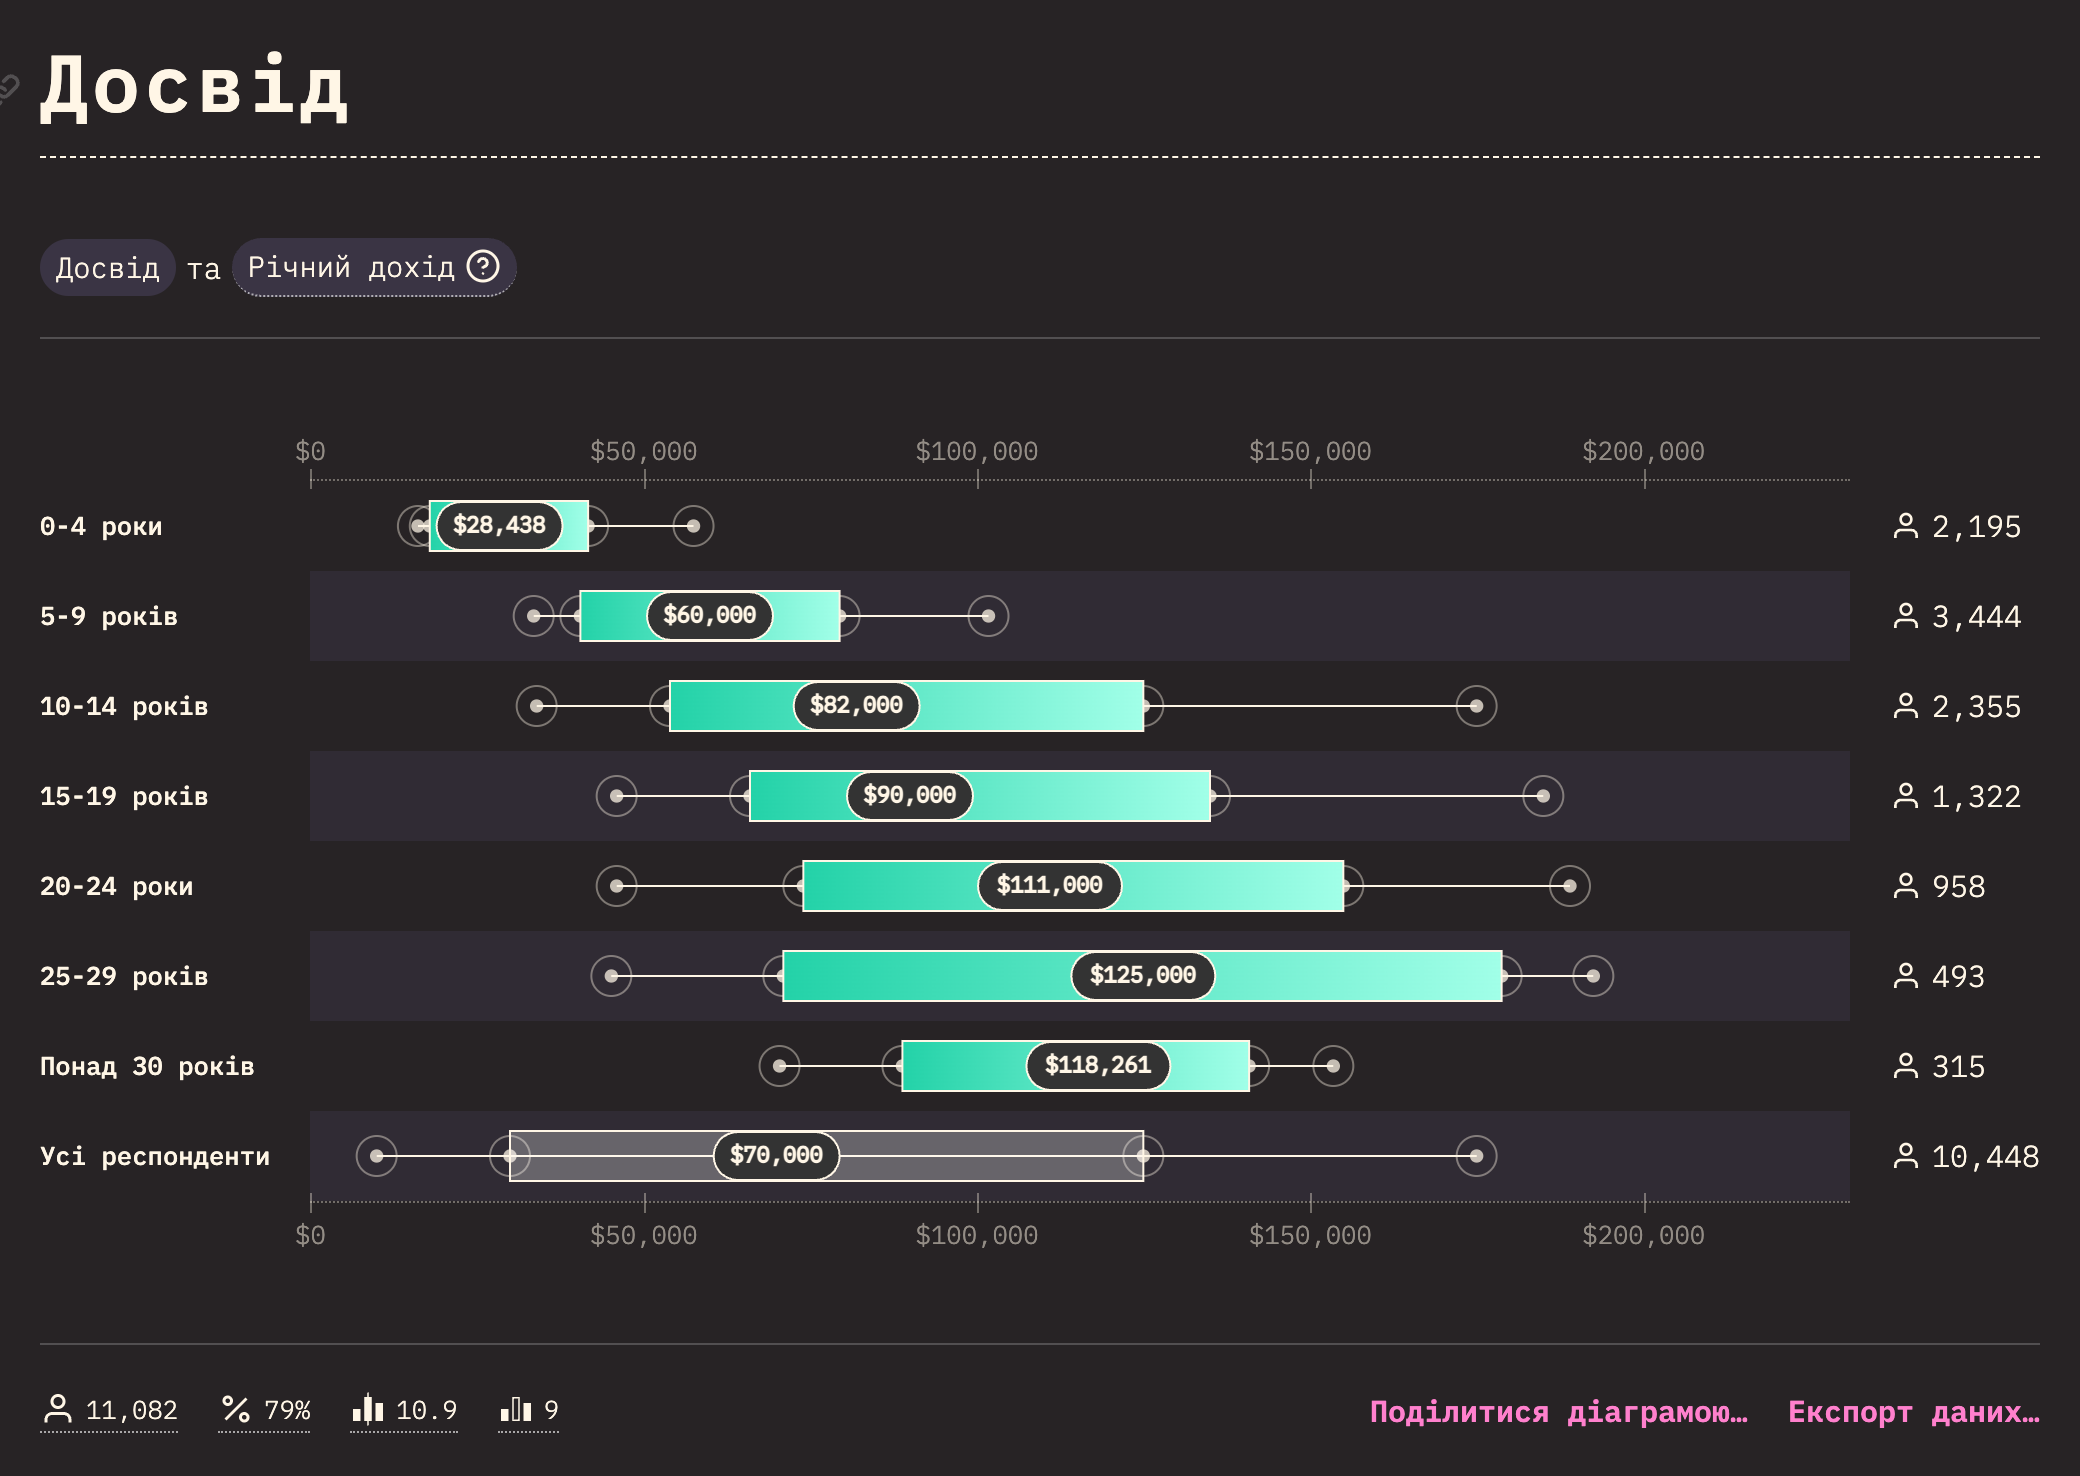 Досвід
Досвід та Річний дохід
$0 $50,000 $100,000 $150,000 $200,000
0-4 роки $28,438 2,195
5-9 років $60,000 3,444
10-14 років $82,000 2,355
15-19 років $90,000 1,322
20-24 роки $111,000 958
25-29 років $125,000 493
Понад 30 років $118,261 315
Усі респонденти $70,000 10,448
$0 $50,000 $100,000 $150,000 $200,000
11,082 79% 10.9 9 Поділитися діаграмою… Експорт даних…